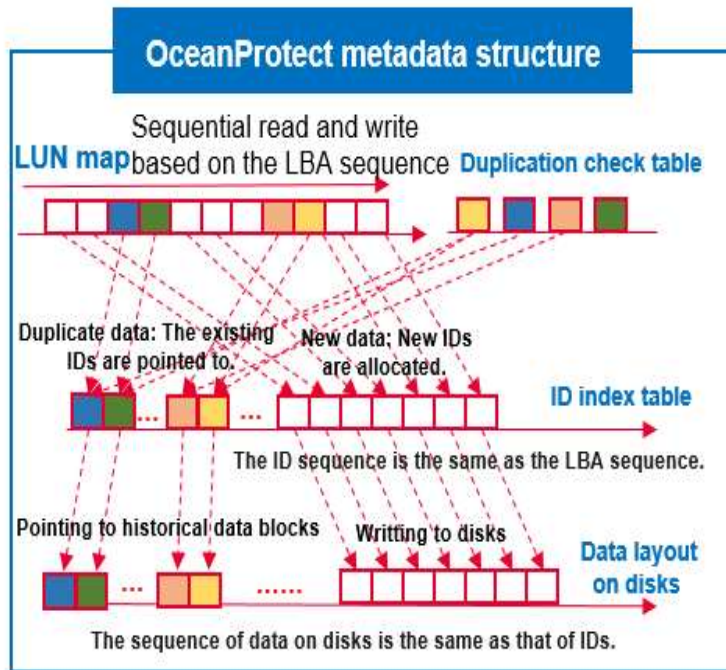 OceanProtect metadata structure
Sequential read and write
based on the LBA sequence
LUN map
Duplication check table
Duplicate data: The existing
IDs are pointed to.
New data; New IDs
are allocated.
...
...
ID index table
The ID sequence is the same as the LBA sequence.
Pointing to historical data blocks
Writting to disks
Data layout
on disks
...
......
The sequence of data on disks is the same as that of IDs.